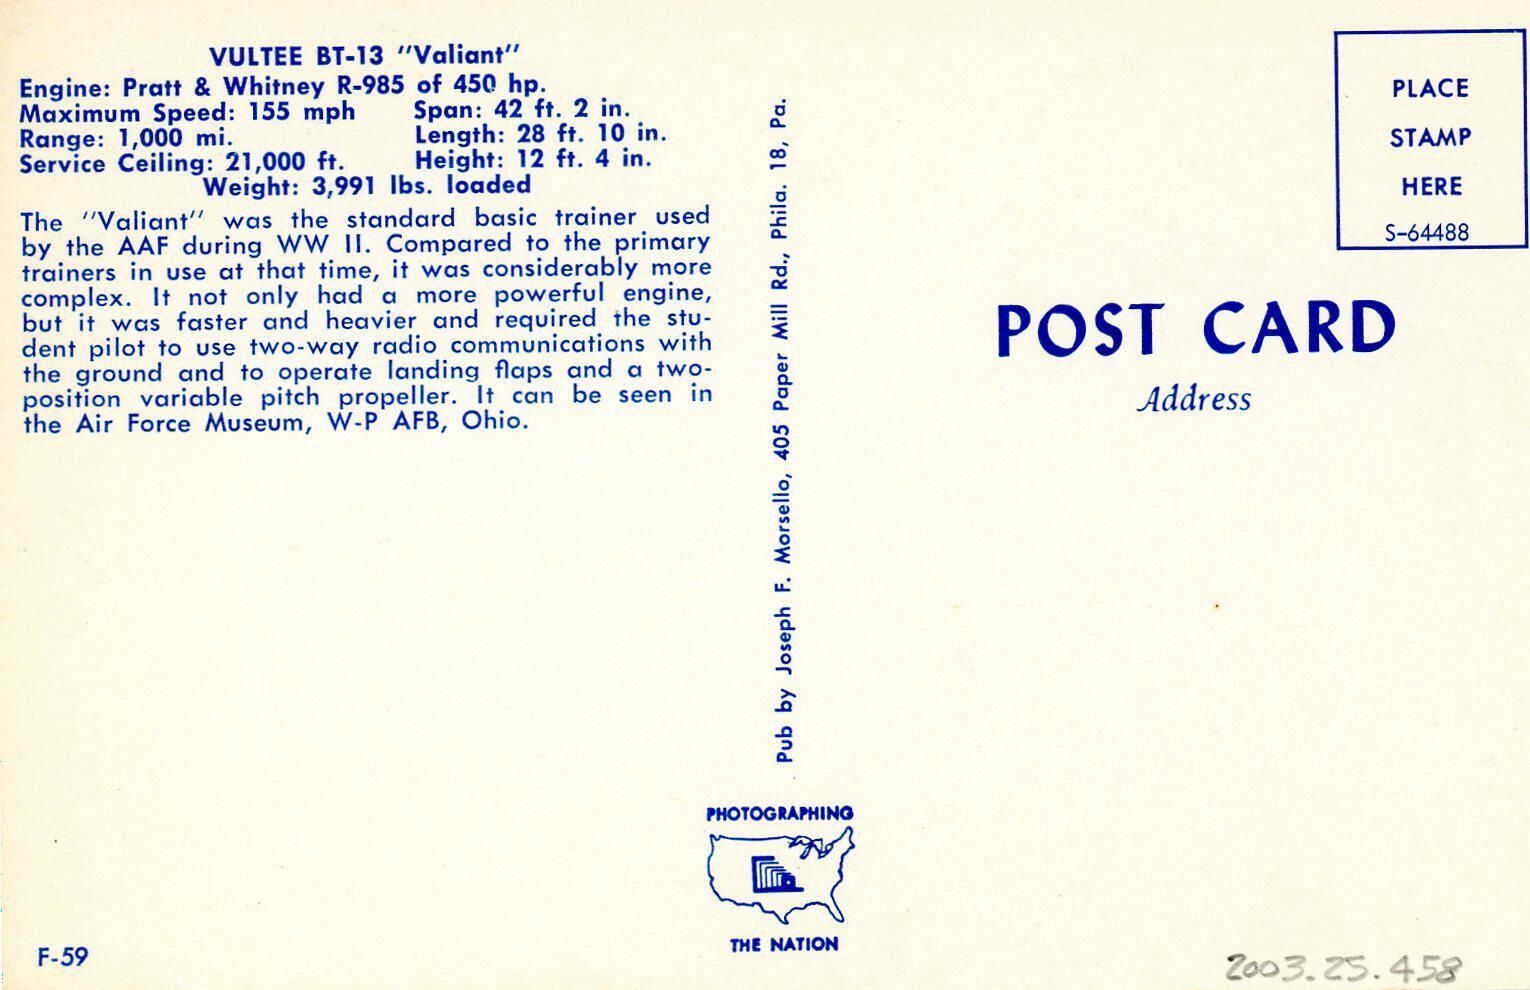 VULTEE BT-13 "Valiant"
Engine: Pratt & Whitney R-985 of 450 hp.
Maximum Speed: 155 mph Span: 42 ft. 2 in.
Range: 1,000 mi. Length: 28 ft. 10 in.
Service Ceiling: 21,000 ft. Height: 12 ft. 4 in.
Weight: 3,991 lbs. loaded
The "Valiant" was the standard basic trainer used
by the AAF during WW II. Compared to the primary
trainers in use at that time, it was considerably more
complex. It not only had a more powerful engine,
but it was faster and heavier and required the stu-
dent pilot to use two-way radio communications with
the ground and to operate landing flaps and a two-
position variable pitch propeller. It can be seen in
the Air Force Museum, W-P AFB, Ohio.
F-59
Pub by Joseph F. Morsello, 405 Paper Mill Rd., Phila. 18, Pa.
PHOTOGRAPHING
THE NATION
PLACE
STAMP
HERE
S-64488
POST CARD
Address
2003.25.458